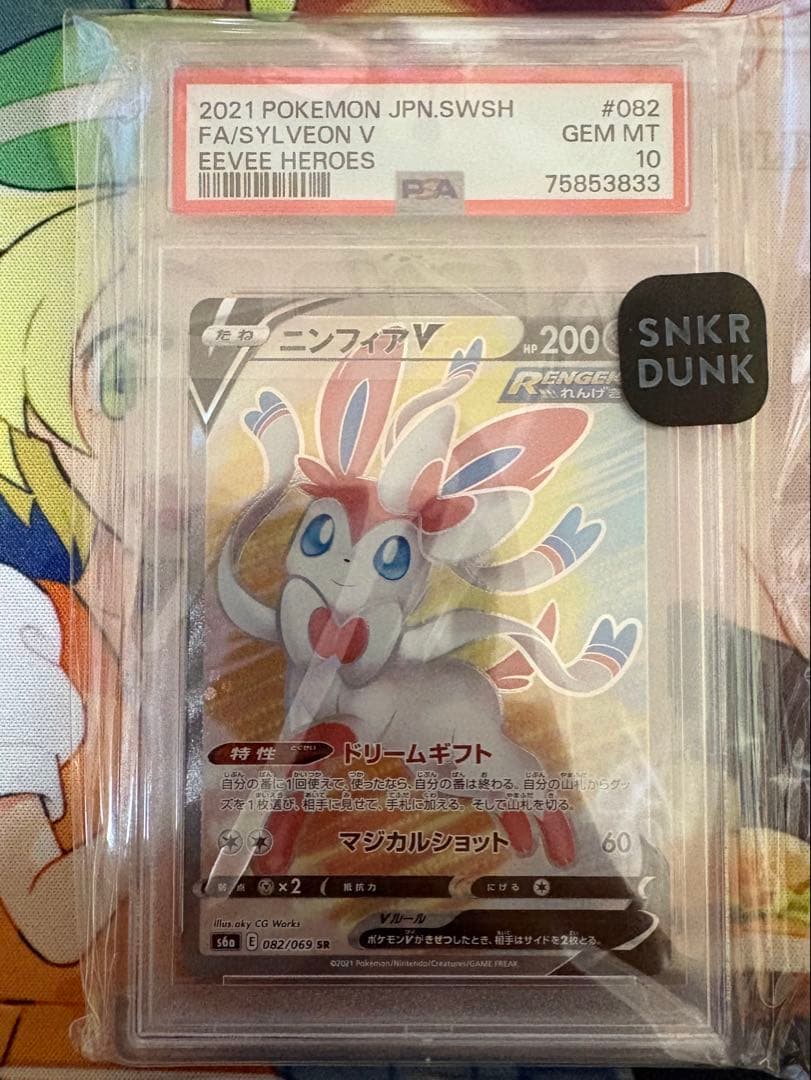 2021 POKEMON JPN.SWSH #082
FA/SYLVEON V GEM MT
EEVEE HEROES 10
PSA 75853833
SNKR
DUNK
たね ニンフィアV HP 200
RENGEK
れんげき
特性 とくせい ドリームギフト
自分の番に1回使えて、使ったなら、自分の番は終わる。自分の山札からグッ
ズを1枚選び、相手に見せて、手札に加える。そして山札を切る。
マジカルショット 60
弱点 ×2 抵抗力 にげる
Vルール
ポケモンVがきぜつしたとき、相手はサイドを2枚とる。
illus.aky CG Works
s6a E 082/069 SR
©2021 Pokémon/Nintendo/Creatures/GAME FREAK